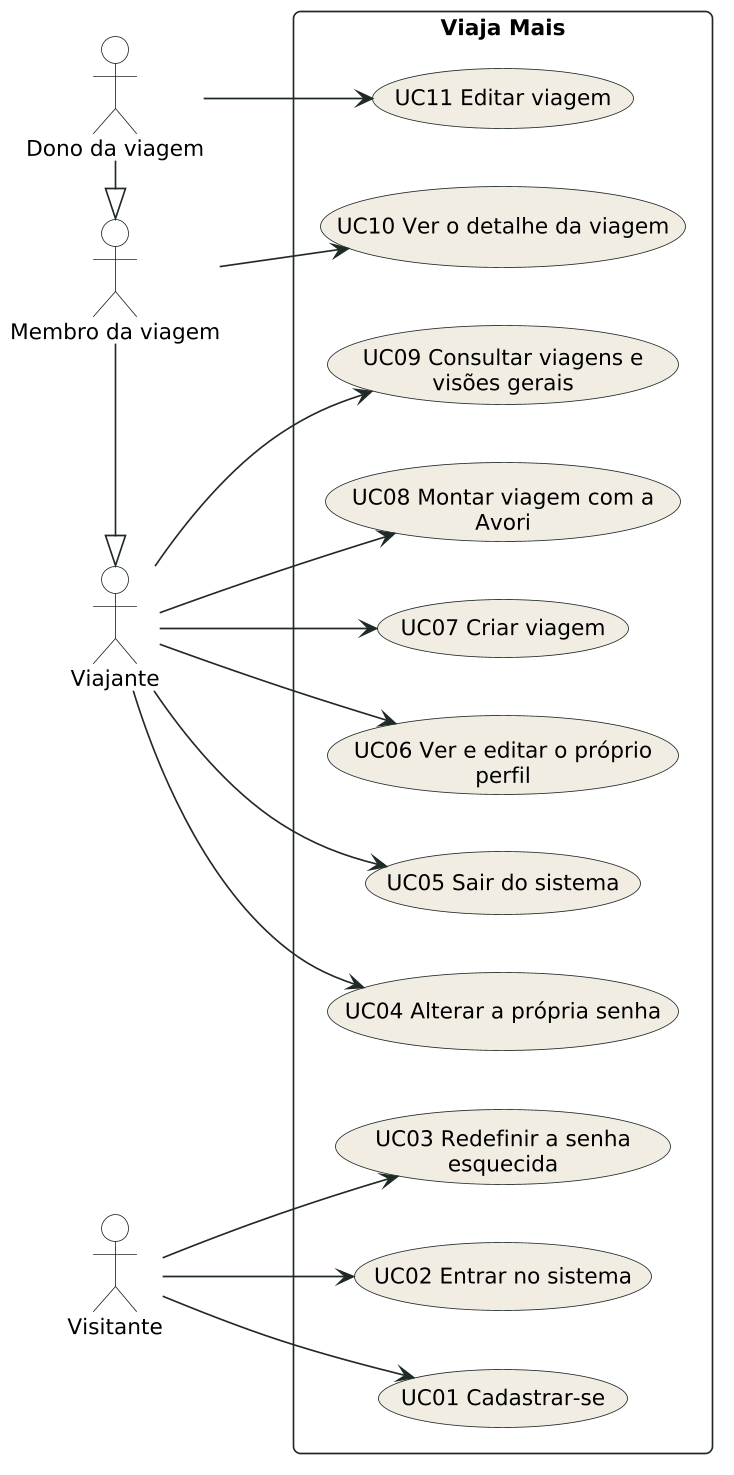 Viaja Mais
Dono da viagem
UC11 Editar viagem
Membro da viagem
UC10 Ver o detalhe da viagem
UC09 Consultar viagens e
visões gerais
UC08 Montar viagem com a
Avori
Viajante
UC07 Criar viagem
UC06 Ver e editar o próprio
perfil
UC05 Sair do sistema
UC04 Alterar a própria senha
UC03 Redefinir a senha
esquecida
Visitante
UC02 Entrar no sistema
UC01 Cadastrar-se